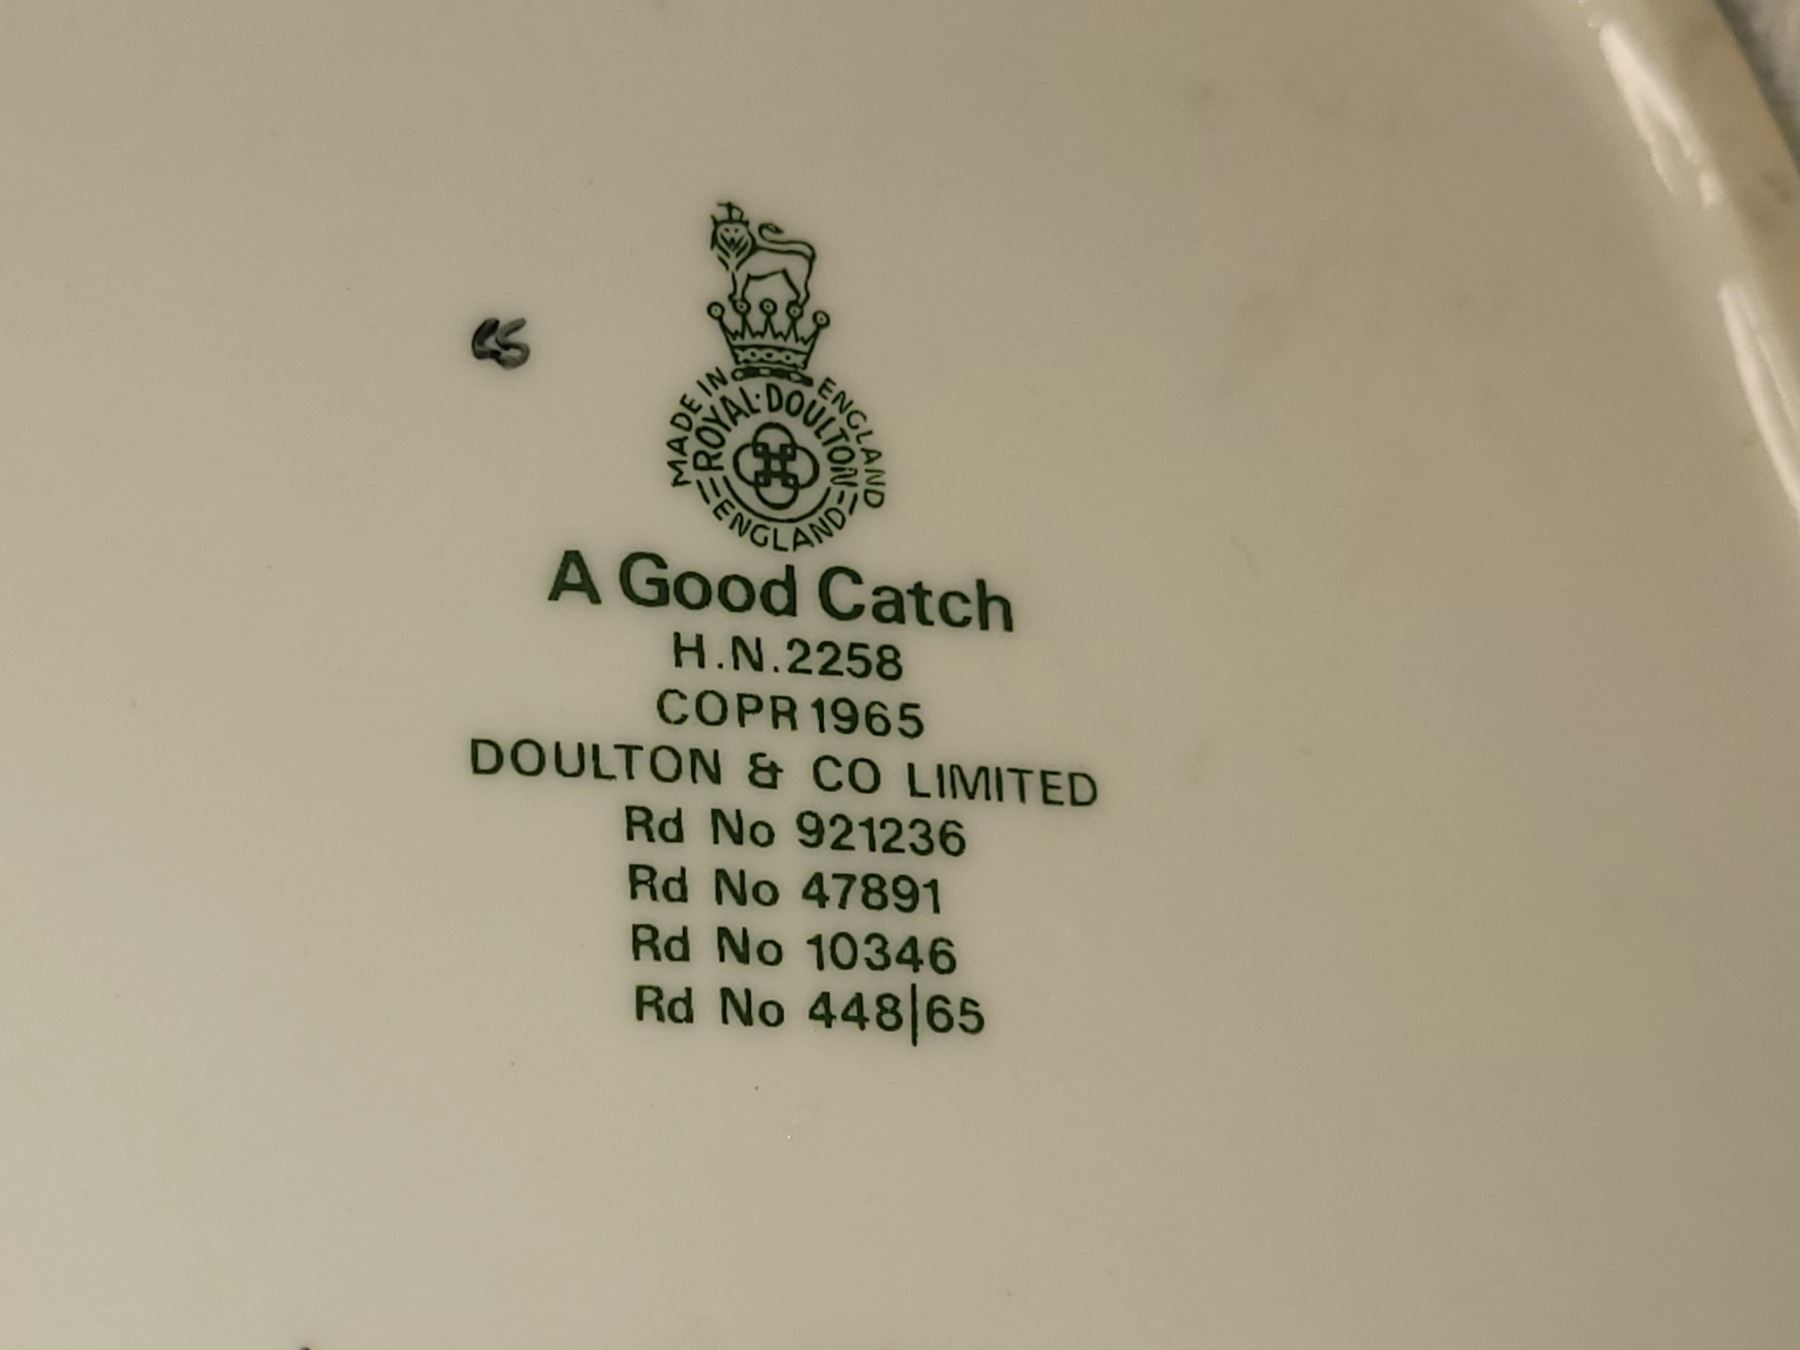 MADE IN ENGLAND
ROYAL·DOULTON
ENGLAND
A Good Catch
H.N.2258
COPR 1965
DOULTON & CO LIMITED
Rd No 921236
Rd No 47891
Rd No 10346
Rd No 448|65